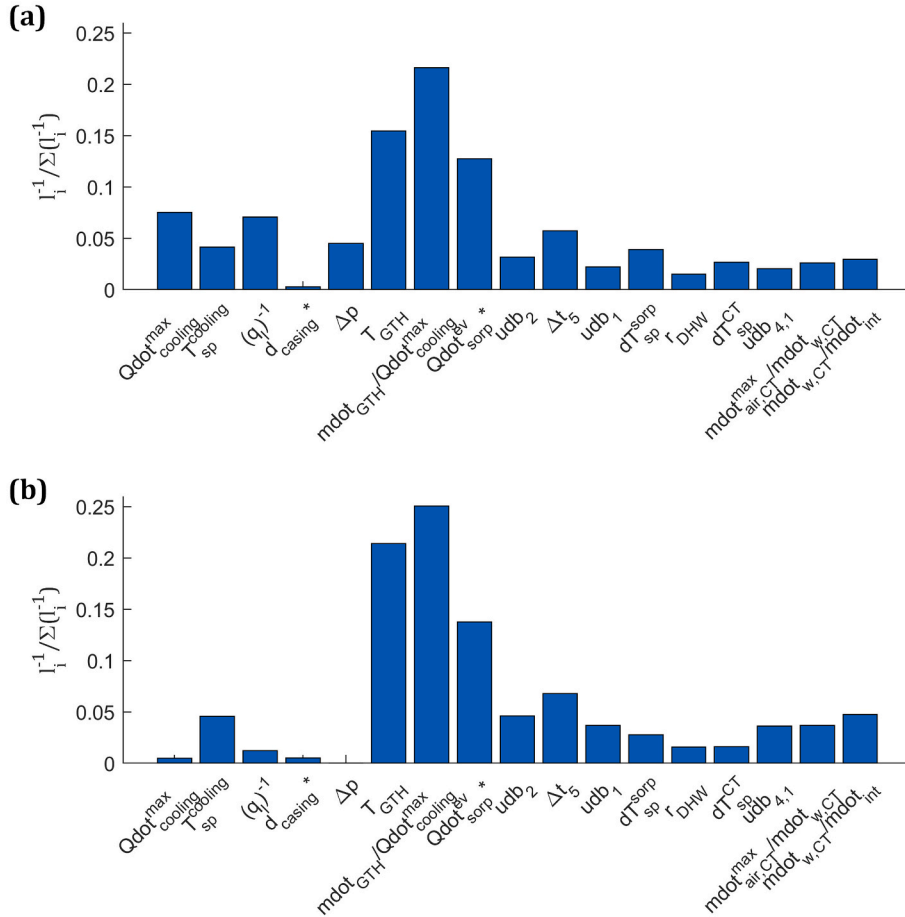 (a)
0.25
0.2
0.15
0.1
0.05
0
l_i^-1/Σ(l_i^-1)
Qdot^max_cooling
T^cooling_sp
(q_l)^-1
d_casing*
Δp
T_GTH
mdot_GTH/Qdot^max_cooling
Qdot^ev_sorp*
udb_2
Δt_5
udb_1
dT^sorp_sp
r_DHW
dT^CT_sp
udb_4,1
mdot^max_air,CT/mdot_w,CT
mdot_w,CT/mdot_int
(b)
0.25
0.2
0.15
0.1
0.05
0
l_i^-1/Σ(l_i^-1)
Qdot^max_cooling
T^cooling_sp
(q_l)^-1
d_casing*
Δp
T_GTH
mdot_GTH/Qdot^max_cooling
Qdot^ev_sorp*
udb_2
Δt_5
udb_1
dT^sorp_sp
r_DHW
dT^CT_sp
udb_4,1
mdot^max_air,CT/mdot_w,CT
mdot_w,CT/mdot_int